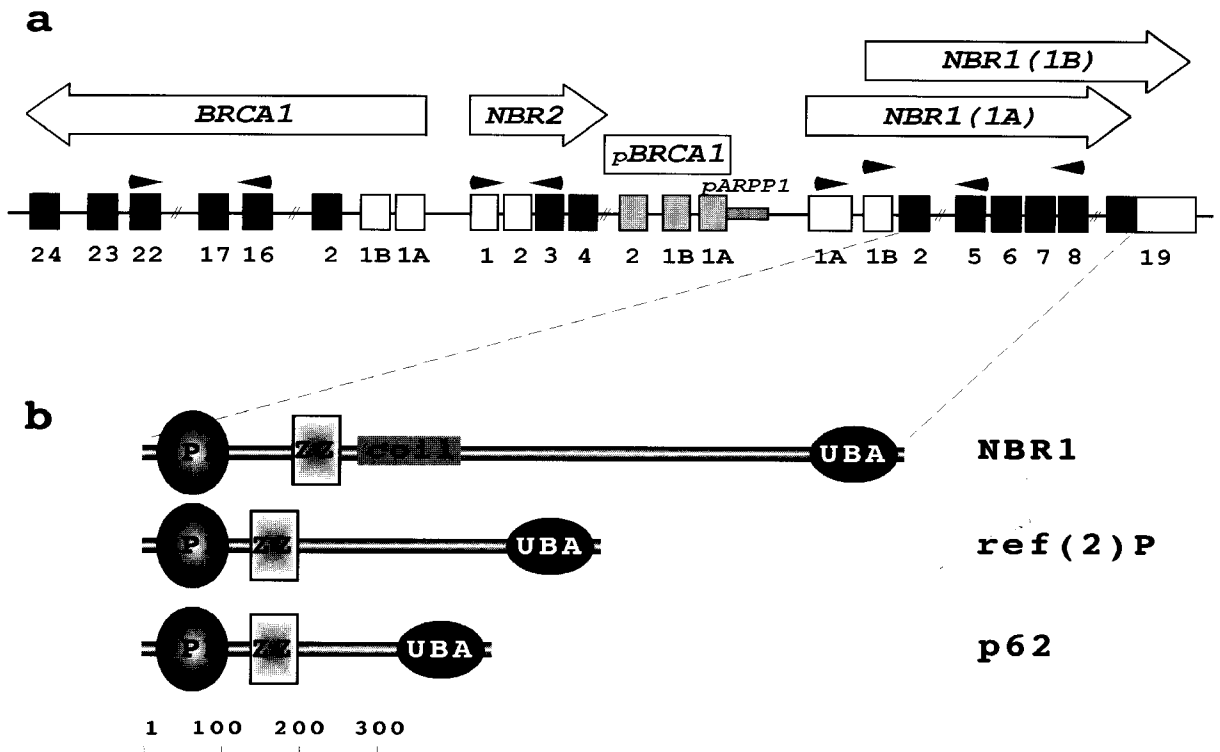 a
NBR1(1B)
BRCA1 NBR2 NBR1(1A)
pBRCA1
pARPP1
24 23 22 17 16 2 1B 1A 1 2 3 4 2 1B 1A 1A 1B 2 5 6 7 8 19
b
P ZZ coil UBA NBR1
P ZZ UBA ref(2)P
P ZZ UBA p62
1 100 200 300